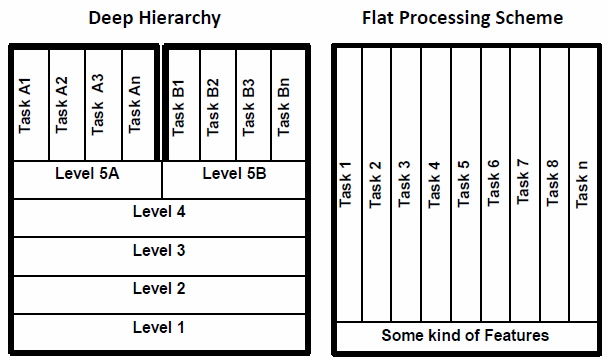 Deep Hierarchy
Task A1
Task A2
Task A3
Task An
Task B1
Task B2
Task B3
Task Bn
Level 5A
Level 5B
Level 4
Level 3
Level 2
Level 1
Flat Processing Scheme
Task 1
Task 2
Task 3
Task 4
Task 5
Task 6
Task 7
Task 8
Task n
Some kind of Features